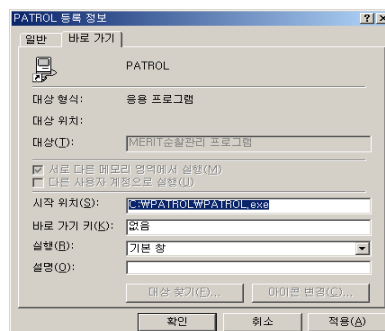 PATROL 등록 정보
일반 바로 가기
PATROL
대상 형식: 응용 프로그램
대상 위치:
대상(T): MERIT순찰관리 프로그램
서로 다른 메모리 영역에서 실행(M)
다른 사용자 계정으로 실행(U)
시작 위치(S): C:₩PATROL₩PATROL.exe
바로 가기 키(K): 없음
실행(R): 기본 창
설명(O):
대상 찾기(F)... 아이콘 변경(C)...
확인 취소 적용(A)